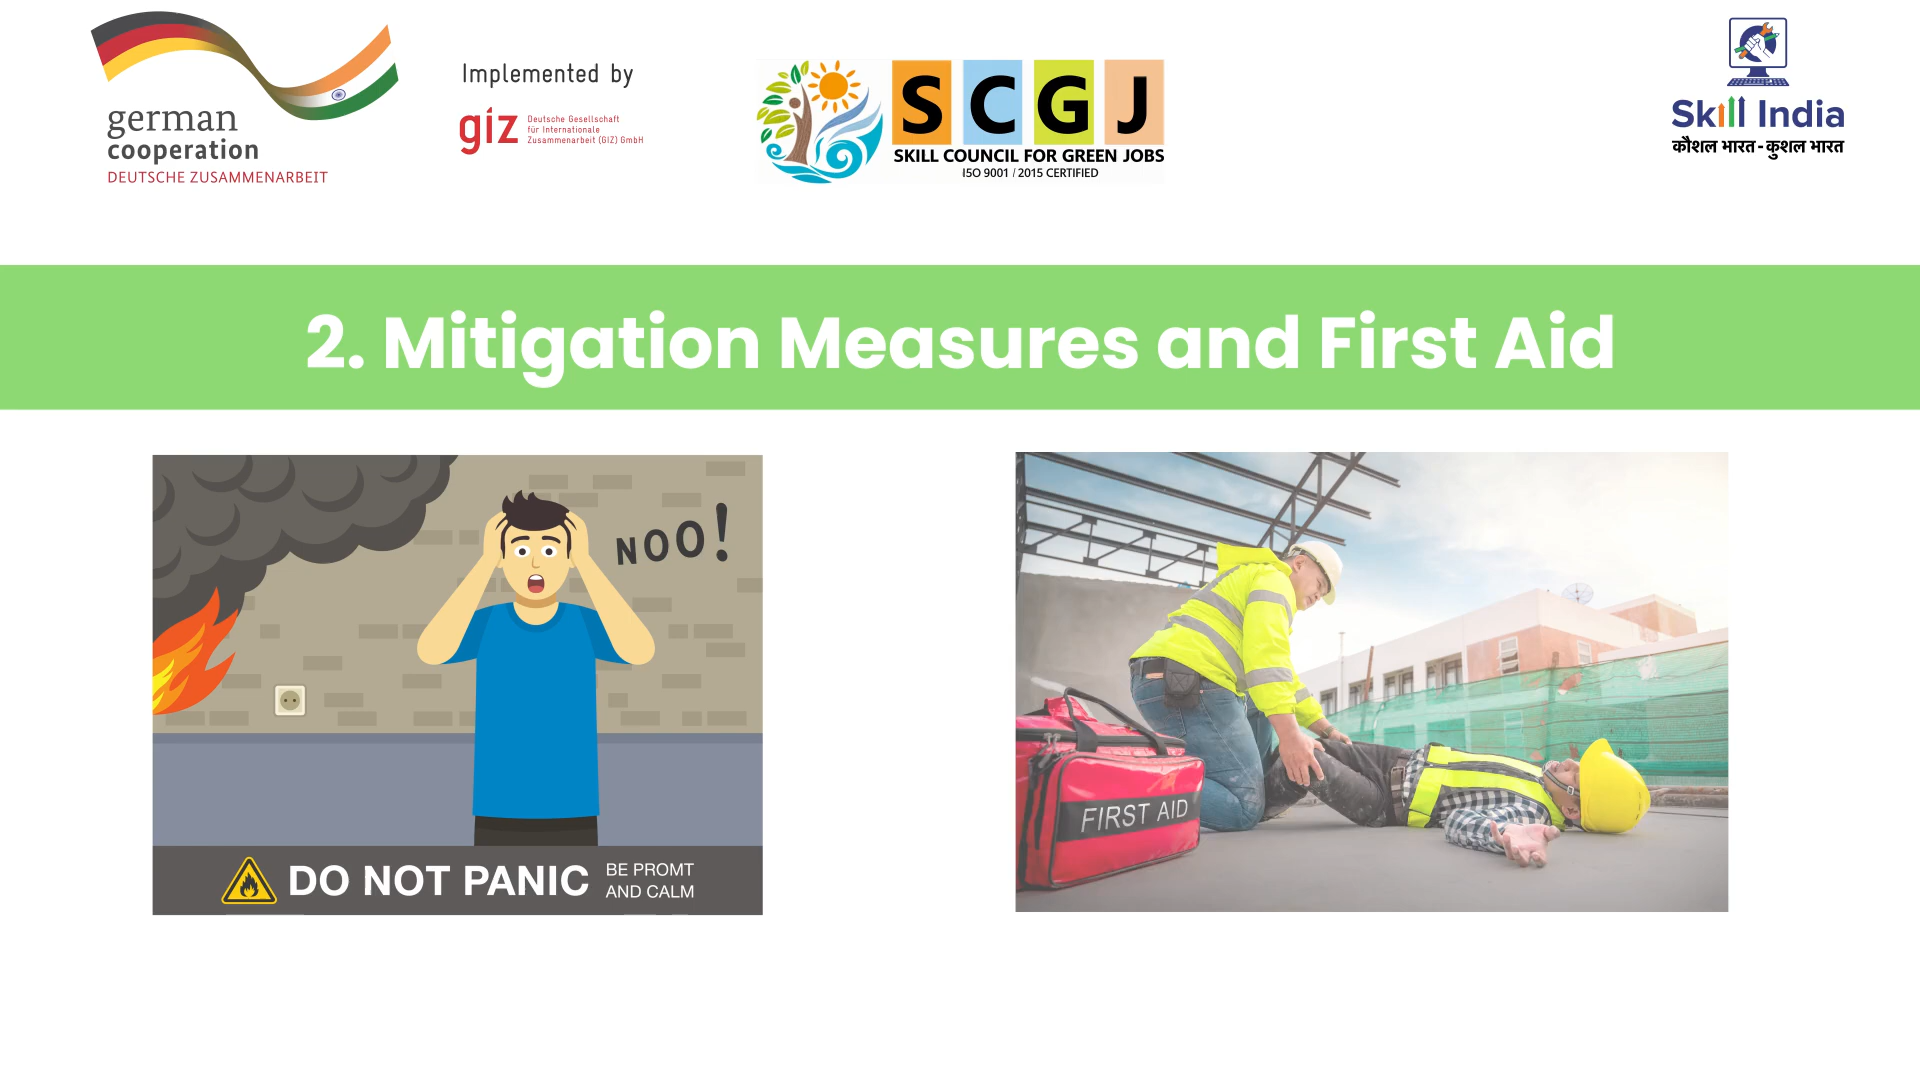 german
cooperation
DEUTSCHE ZUSAMMENARBEIT
Implemented by
giz
Deutsche Gesellschaft
für Internationale
Zusammenarbeit (GIZ) GmbH
SCGJ
SKILL COUNCIL FOR GREEN JOBS
ISO 9001 / 2015 CERTIFIED
Skill India
कौशल भारत - कुशल भारत
2. Mitigation Measures and First Aid
NOO!
DO NOT PANIC
BE PROMT
AND CALM
FIRST AID